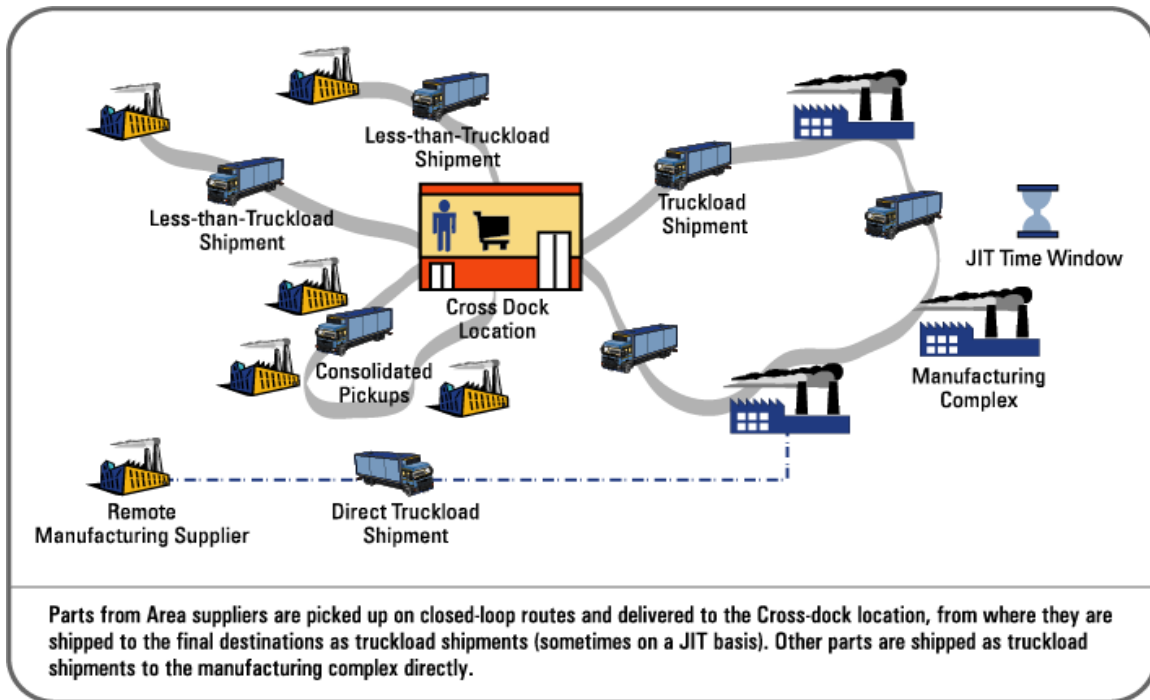 Less-than-Truckload
Shipment
Less-than-Truckload
Shipment
Truckload
Shipment
JIT Time Window
Cross Dock
Location
Consolidated
Pickups
Manufacturing
Complex
Remote
Manufacturing Supplier
Direct Truckload
Shipment
Parts from Area suppliers are picked up on closed-loop routes and delivered to the Cross-dock location, from where they are
shipped to the final destinations as truckload shipments (sometimes on a JIT basis). Other parts are shipped as truckload
shipments to the manufacturing complex directly.